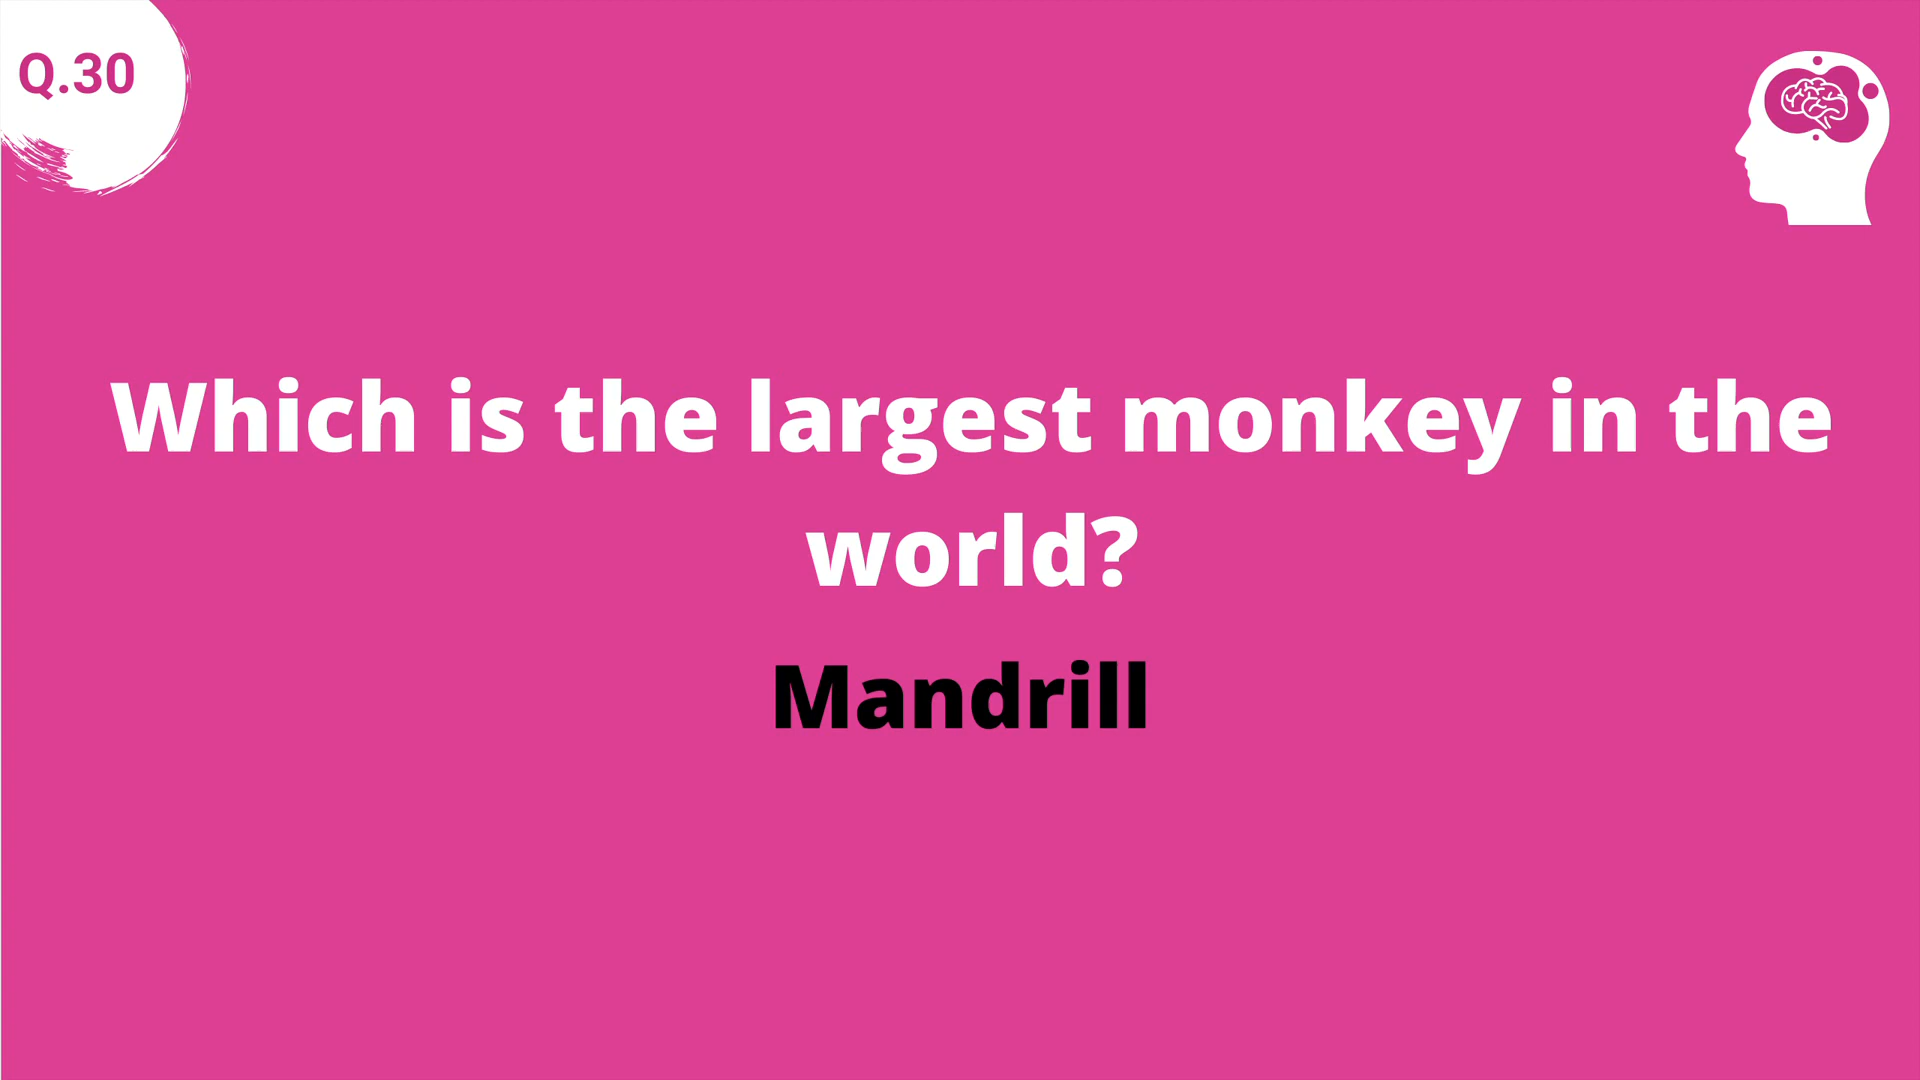 Q.30
Which is the largest monkey in the
world?
Mandrill